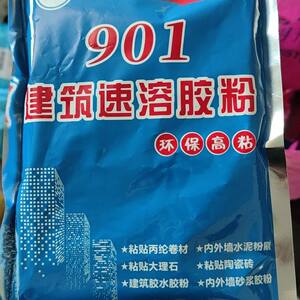 901
建筑速溶胶粉
环保高粘
★粘贴丙纶卷材 ★内外墙水泥粉刷
★粘贴大理石 ★粘贴陶瓷砖
★建筑胶水胶粉 ★内外墙砂浆胶粉